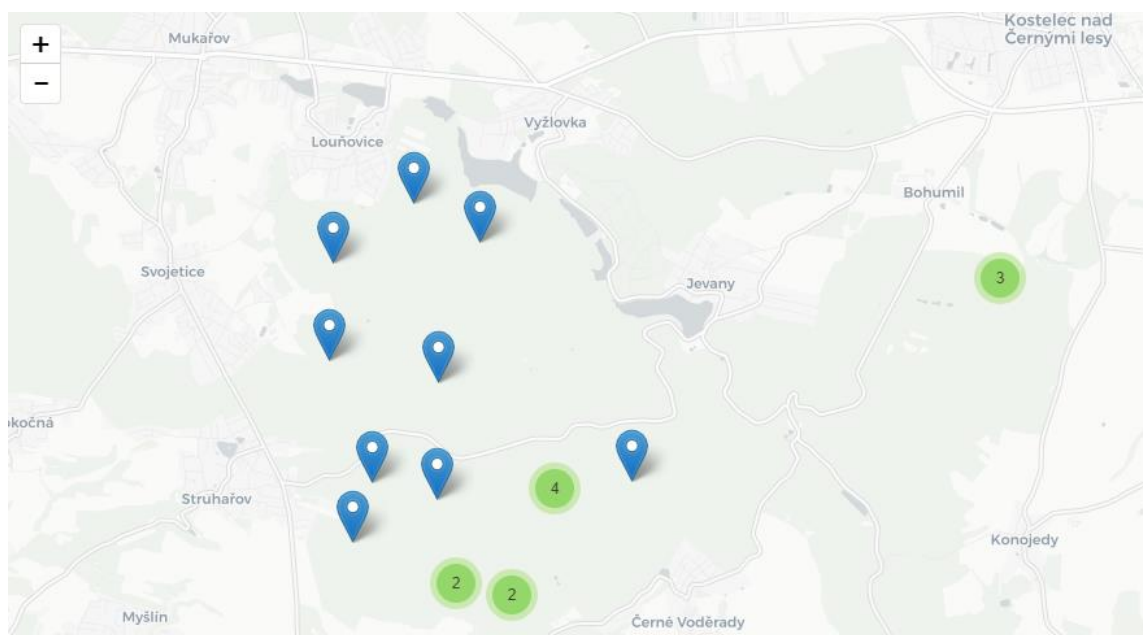 +
−
Mukařov
Kostelec nad
Černými lesy
Vyžlovka
Louňovice
Bohumil
Svojetice
Jevany
3
okočná
4
Struhařov
Konojedy
2
2
Myšlín
Černé Voděrady